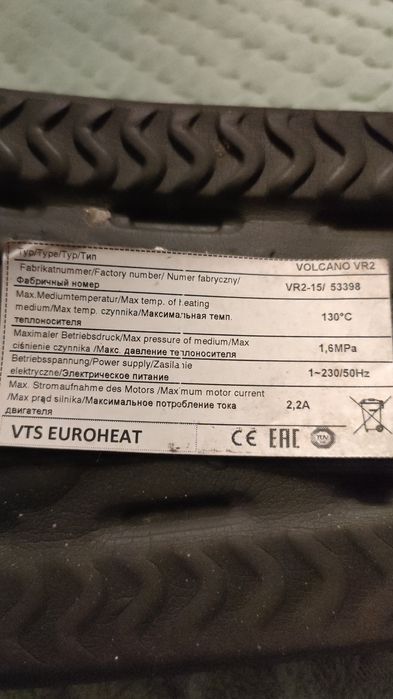 Typ/Type/Typ/Тип VOLCANO VR2
Fabrikatnummer/Factory number/ Numer fabryczny/
Фабричный номер VR2-15/ 53398
Max.Mediumtemperatur/Max temp. of heating
medium/Max temp. czynnika/Максимальная темп. 130°C
теплоносителя
Maximaler Betriebsdruck/Max pressure of medium/Max
ciśnienie czynnika /Макс. давление теплоносителя 1,6MPa
Betriebsspannung/Power supply/Zasilanie
elektryczne/Электрическое питание 1~230/50Hz
Max. Stromaufnahme des Motors /Maximum motor current
/Max prąd silnika/Максимальное потробление тока 2,2A
двигателя
VTS EUROHEAT CE EAC TÜV